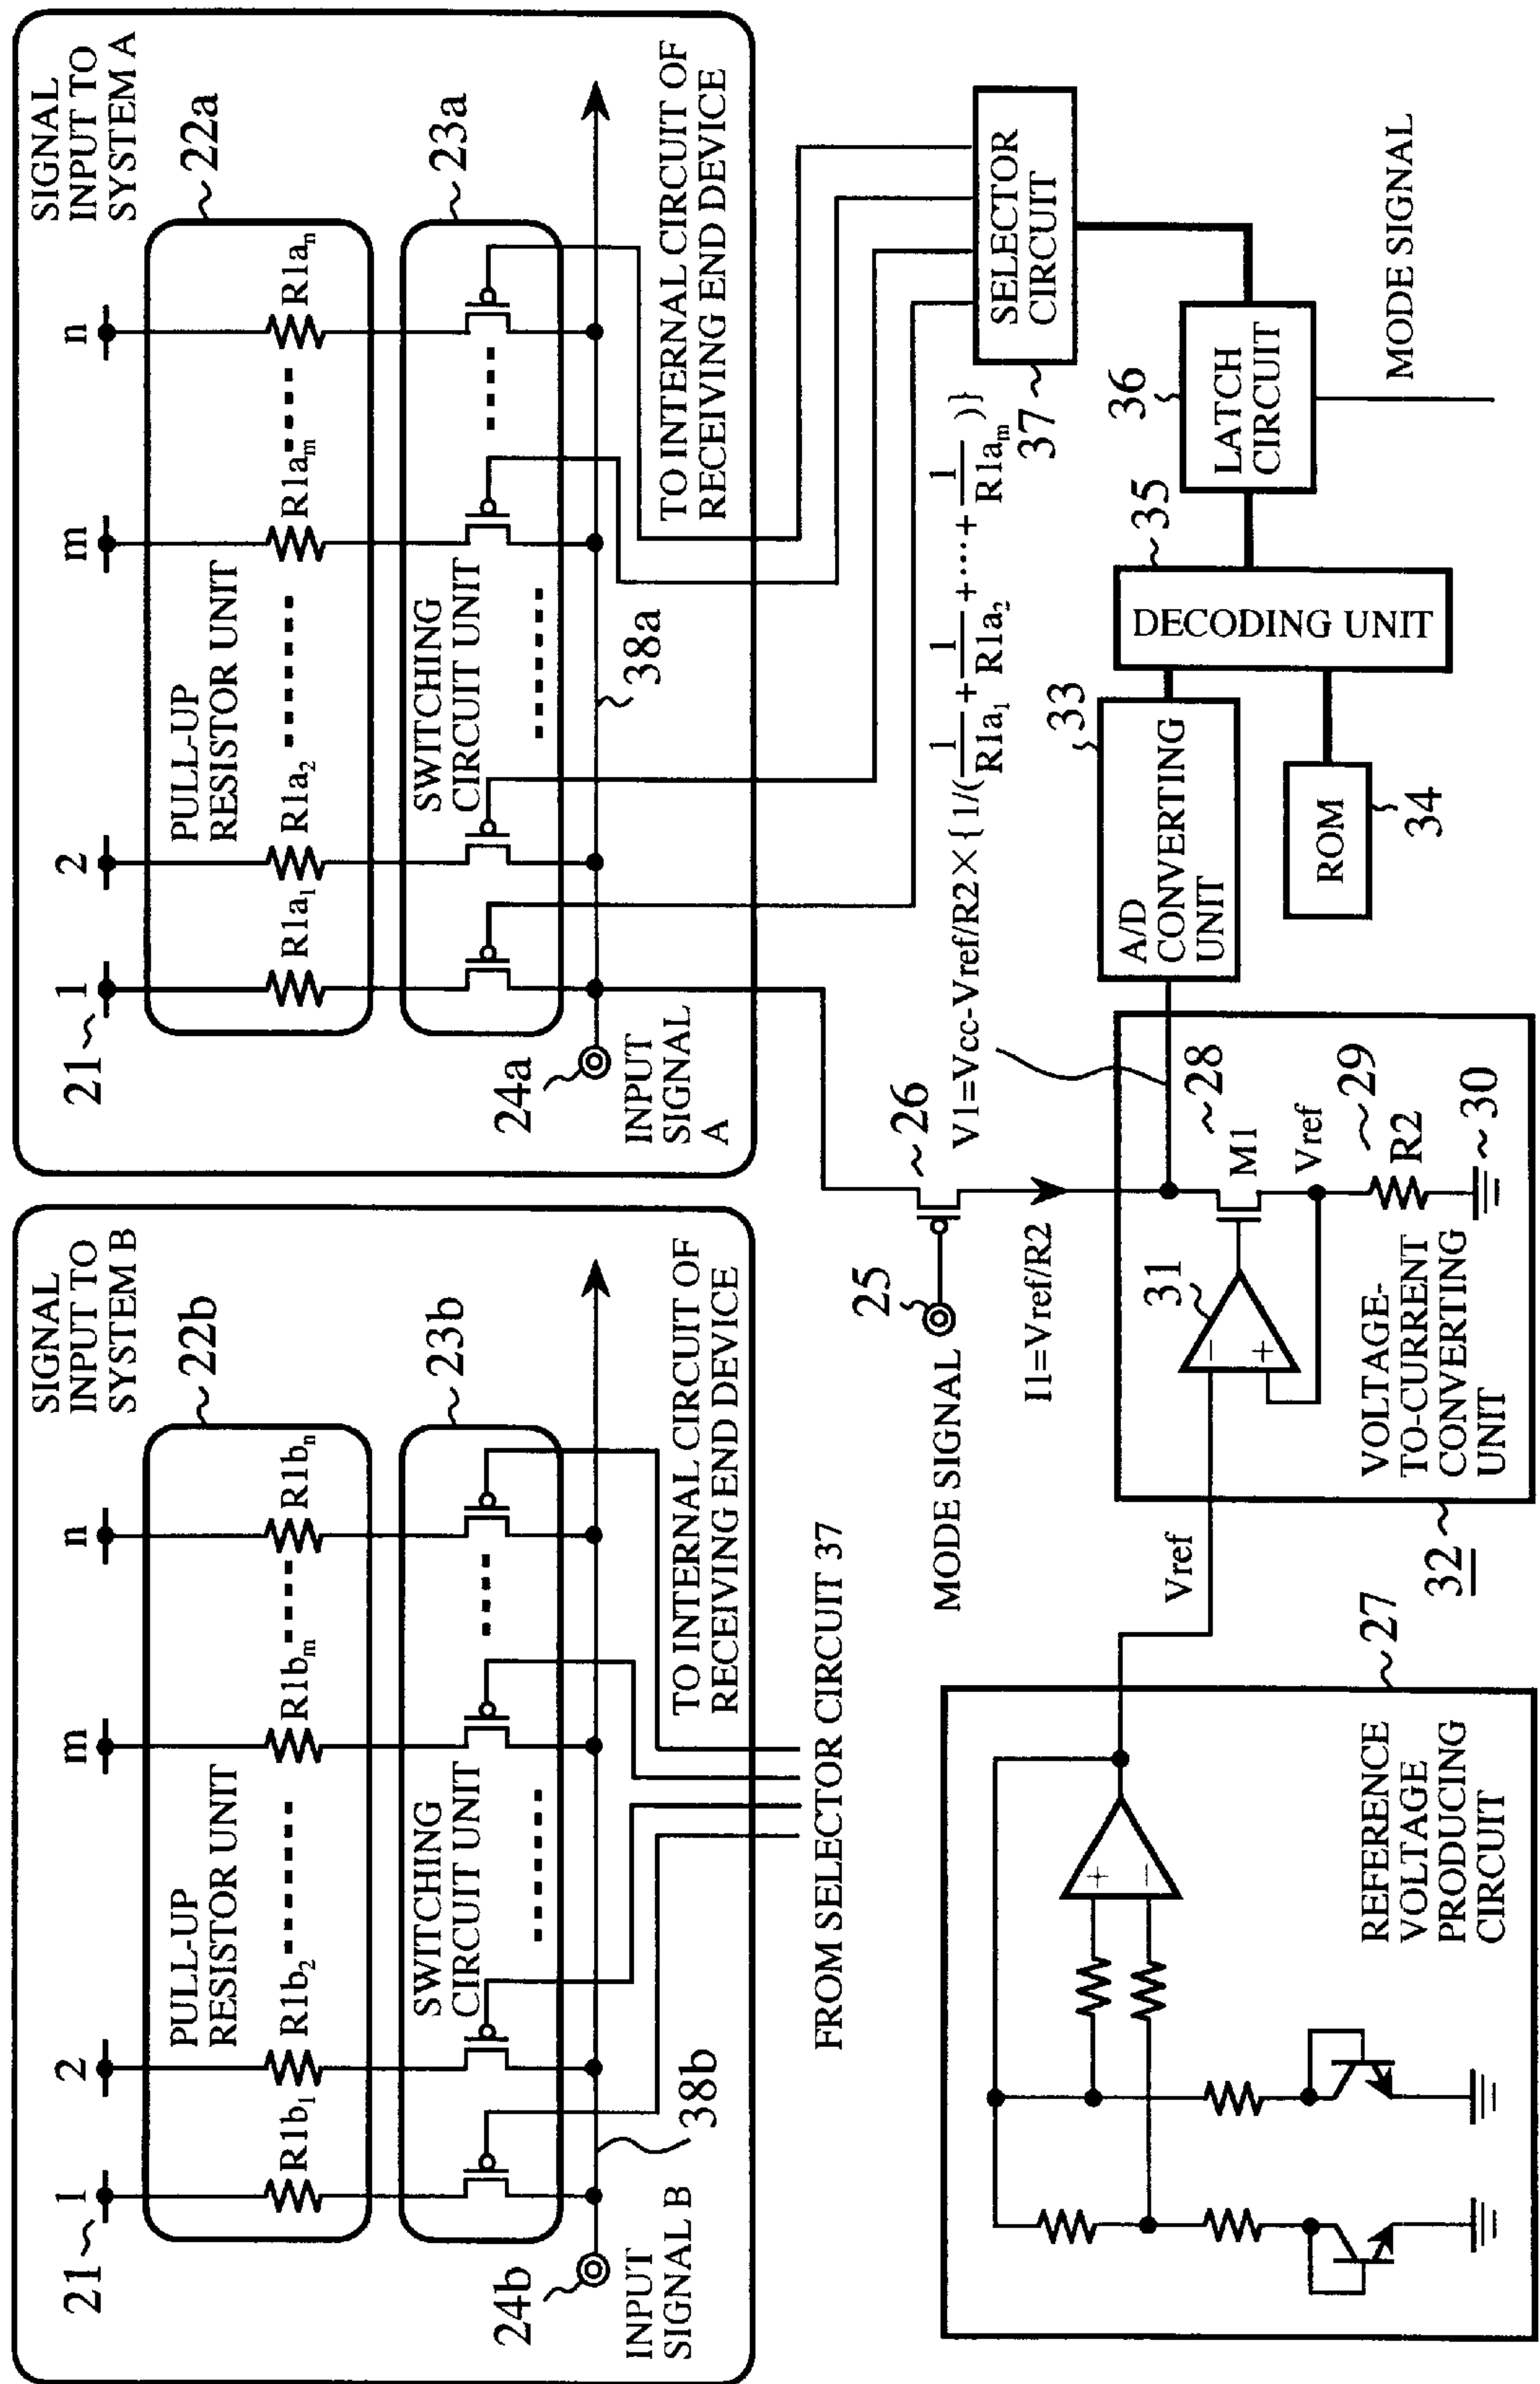 SIGNAL
INPUT TO
SYSTEM B
21
1
2
m
n
22b
PULL-UP
RESISTOR UNIT
R1b1
R1b2
R1bm
R1bn
23b
SWITCHING
CIRCUIT UNIT
24b
INPUT
SIGNAL B
38b
TO INTERNAL CIRCUIT OF
RECEIVING END DEVICE
FROM SELECTOR CIRCUIT 37
SIGNAL
INPUT TO
SYSTEM A
21
1
2
m
n
22a
PULL-UP
RESISTOR UNIT
R1a1
R1a2
R1am
R1an
23a
SWITCHING
CIRCUIT UNIT
24a
INPUT
SIGNAL
A
38a
TO INTERNAL CIRCUIT OF
RECEIVING END DEVICE
25
MODE SIGNAL
26
I1=Vref/R2
V1=Vcc-Vref/R2×{1/(1/R1a1+1/R1a2+···+1/R1am)}
27
REFERENCE
VOLTAGE
PRODUCING
CIRCUIT
+
−
Vref
32
31
−
+
28
M1
Vref
29
R2
30
VOLTAGE-
TO-CURRENT
CONVERTING
UNIT
33
A/D
CONVERTING
UNIT
ROM
34
35
DECODING UNIT
36
LATCH
CIRCUIT
MODE SIGNAL
37
SELECTOR
CIRCUIT